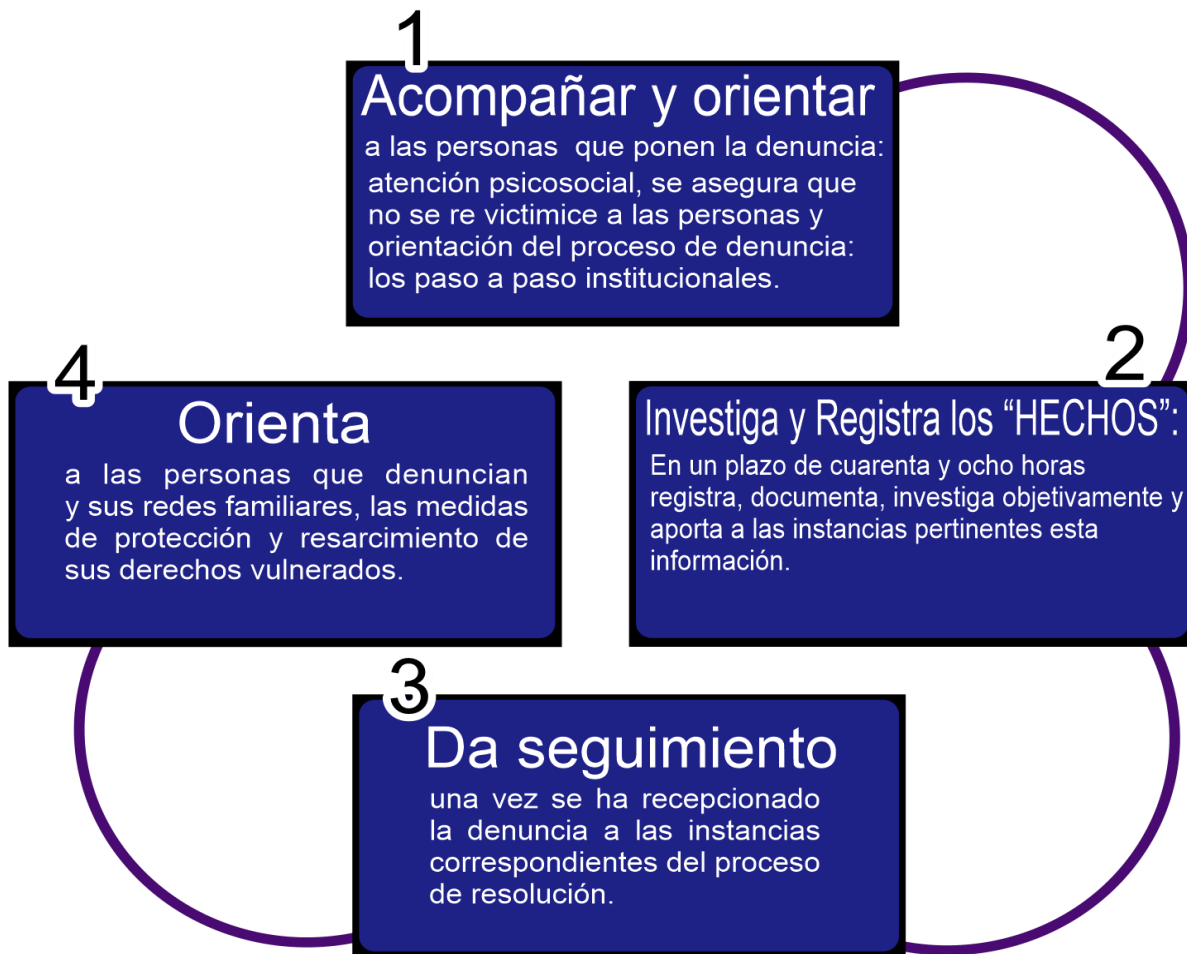 1
Acompañar y orientar
a las personas que ponen la denuncia:
atención psicosocial, se asegura que
no se re victimice a las personas y
orientación del proceso de denuncia:
los paso a paso institucionales.
2
Investiga y Registra los “HECHOS”:
En un plazo de cuarenta y ocho horas
registra, documenta, investiga objetivamente y
aporta a las instancias pertinentes esta
información.
3
Da seguimiento
una vez se ha recepcionado
la denuncia a las instancias
correspondientes del proceso
de resolución.
4
Orienta
a las personas que denuncian
y sus redes familiares, las medidas
de protección y resarcimiento de
sus derechos vulnerados.